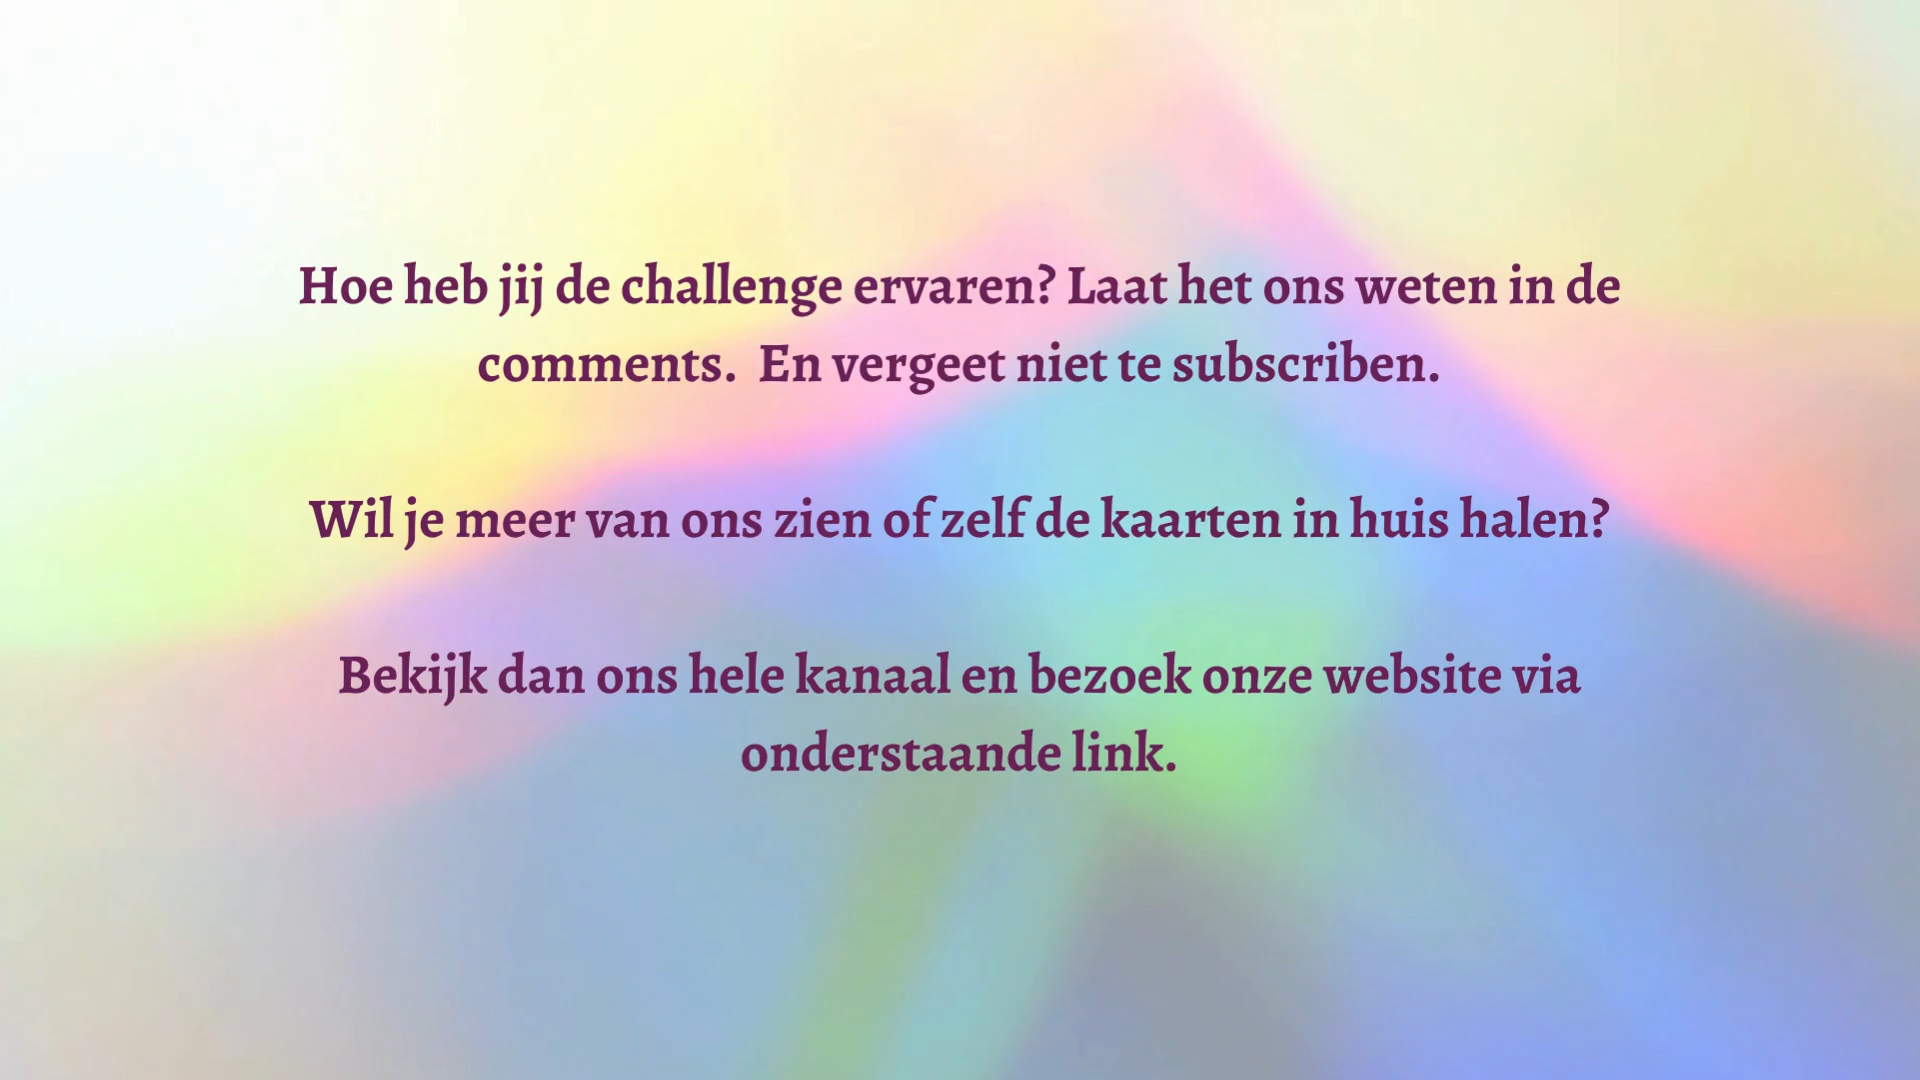 Hoe heb jij de challenge ervaren? Laat het ons weten in de
comments.  En vergeet niet te subscriben.
Wil je meer van ons zien of zelf de kaarten in huis halen?
Bekijk dan ons hele kanaal en bezoek onze website via
onderstaande link.